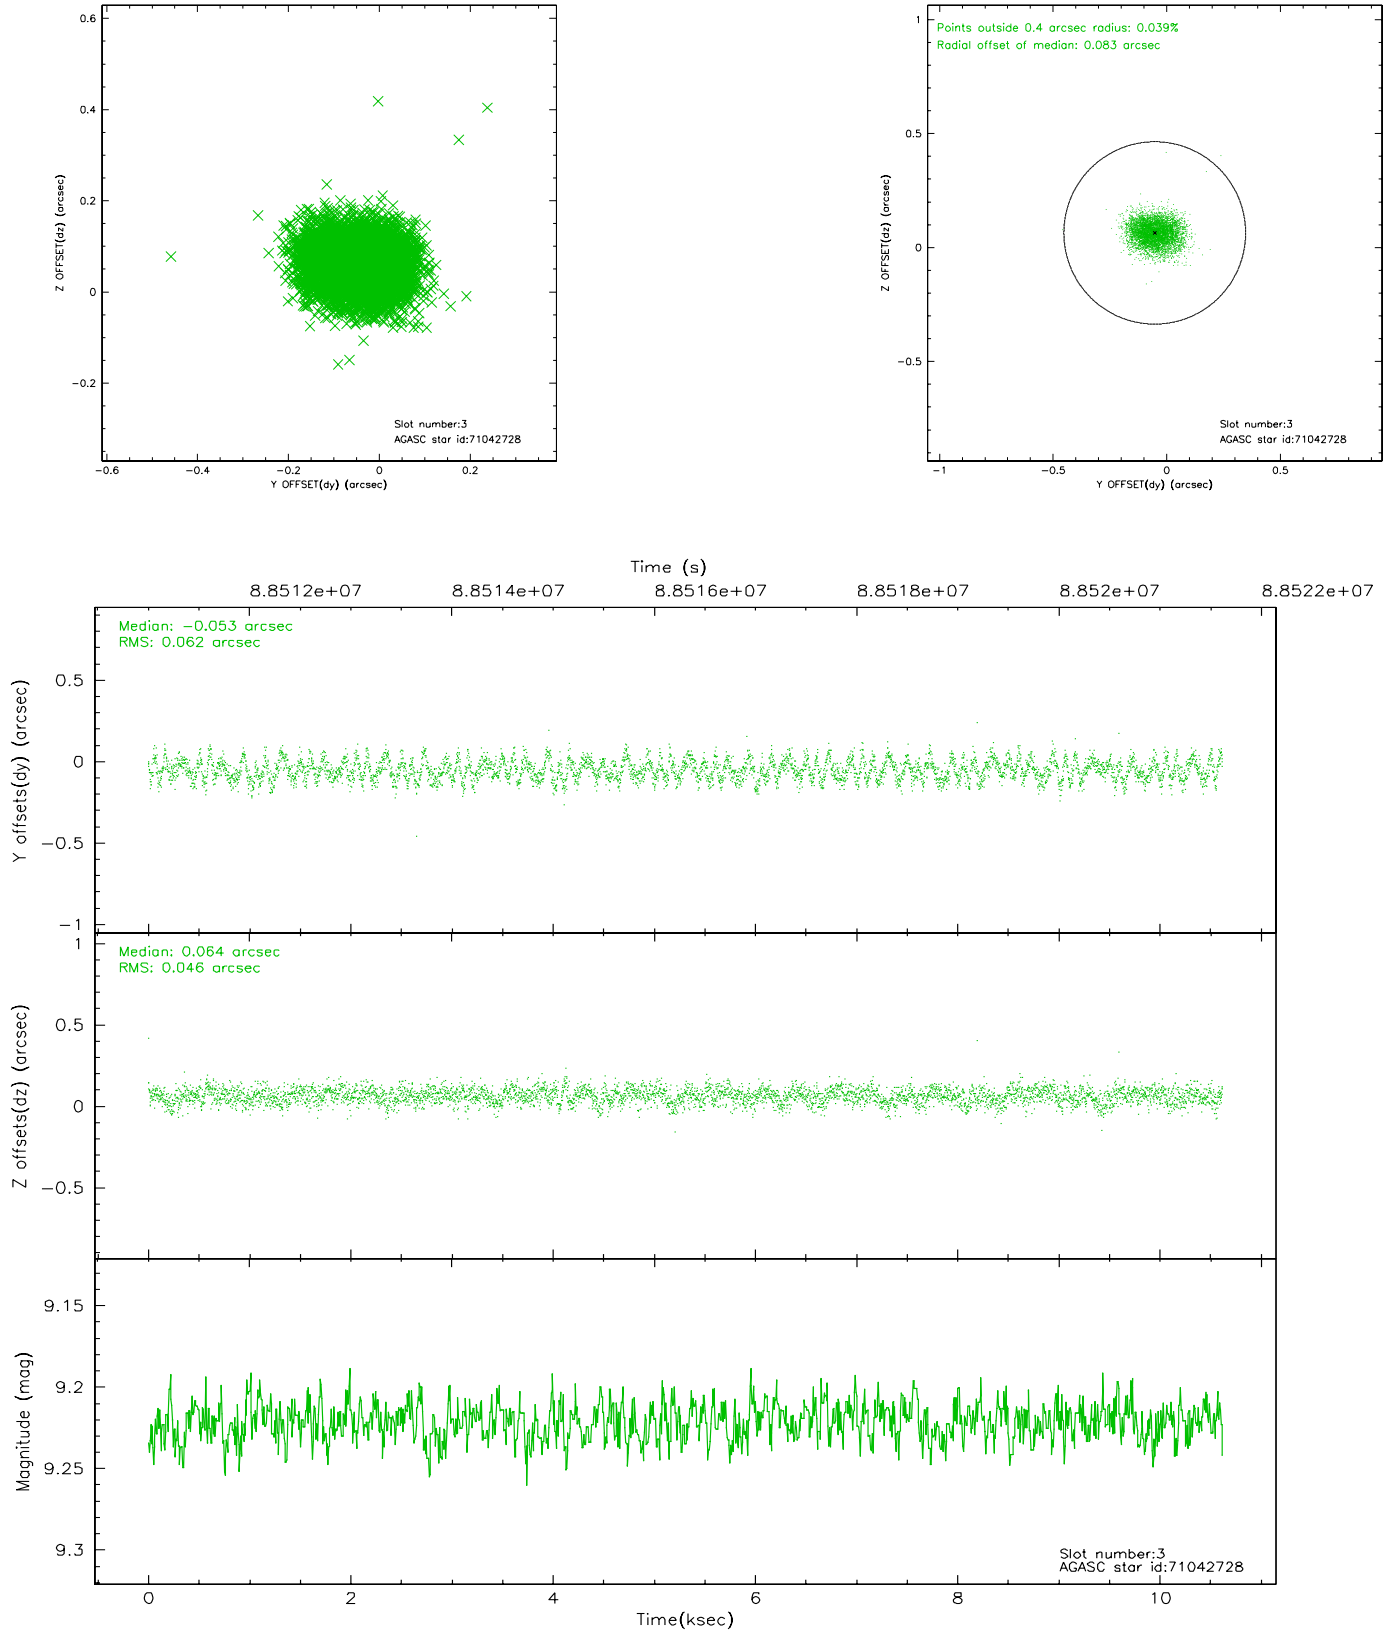 0.6
0.4
0.2
0
−0.2
Z OFFSET(dz) (arcsec)
Slot number:3
AGASC star id:71042728
−0.6
−0.4
−0.2
0
0.2
Y OFFSET(dy) (arcsec)
Points outside 0.4 arcsec radius: 0.039%
Radial offset of median: 0.083 arcsec
1
0.5
0
−0.5
Z OFFSET(dz) (arcsec)
Slot number:3
AGASC star id:71042728
−1
−0.5
0
0.5
Y OFFSET(dy) (arcsec)
Time (s)
8.8512e+07
8.8514e+07
8.8516e+07
8.8518e+07
8.852e+07
8.8522e+07
Median: −0.053 arcsec
RMS: 0.062 arcsec
0.5
0
−0.5
−1
Y offsets(dy) (arcsec)
Median: 0.064 arcsec
RMS: 0.046 arcsec
1
0.5
0
−0.5
Z offsets(dz) (arcsec)
9.15
9.2
9.25
9.3
Magnitude (mag)
Slot number:3
AGASC star id:71042728
0
2
4
6
8
10
Time(ksec)